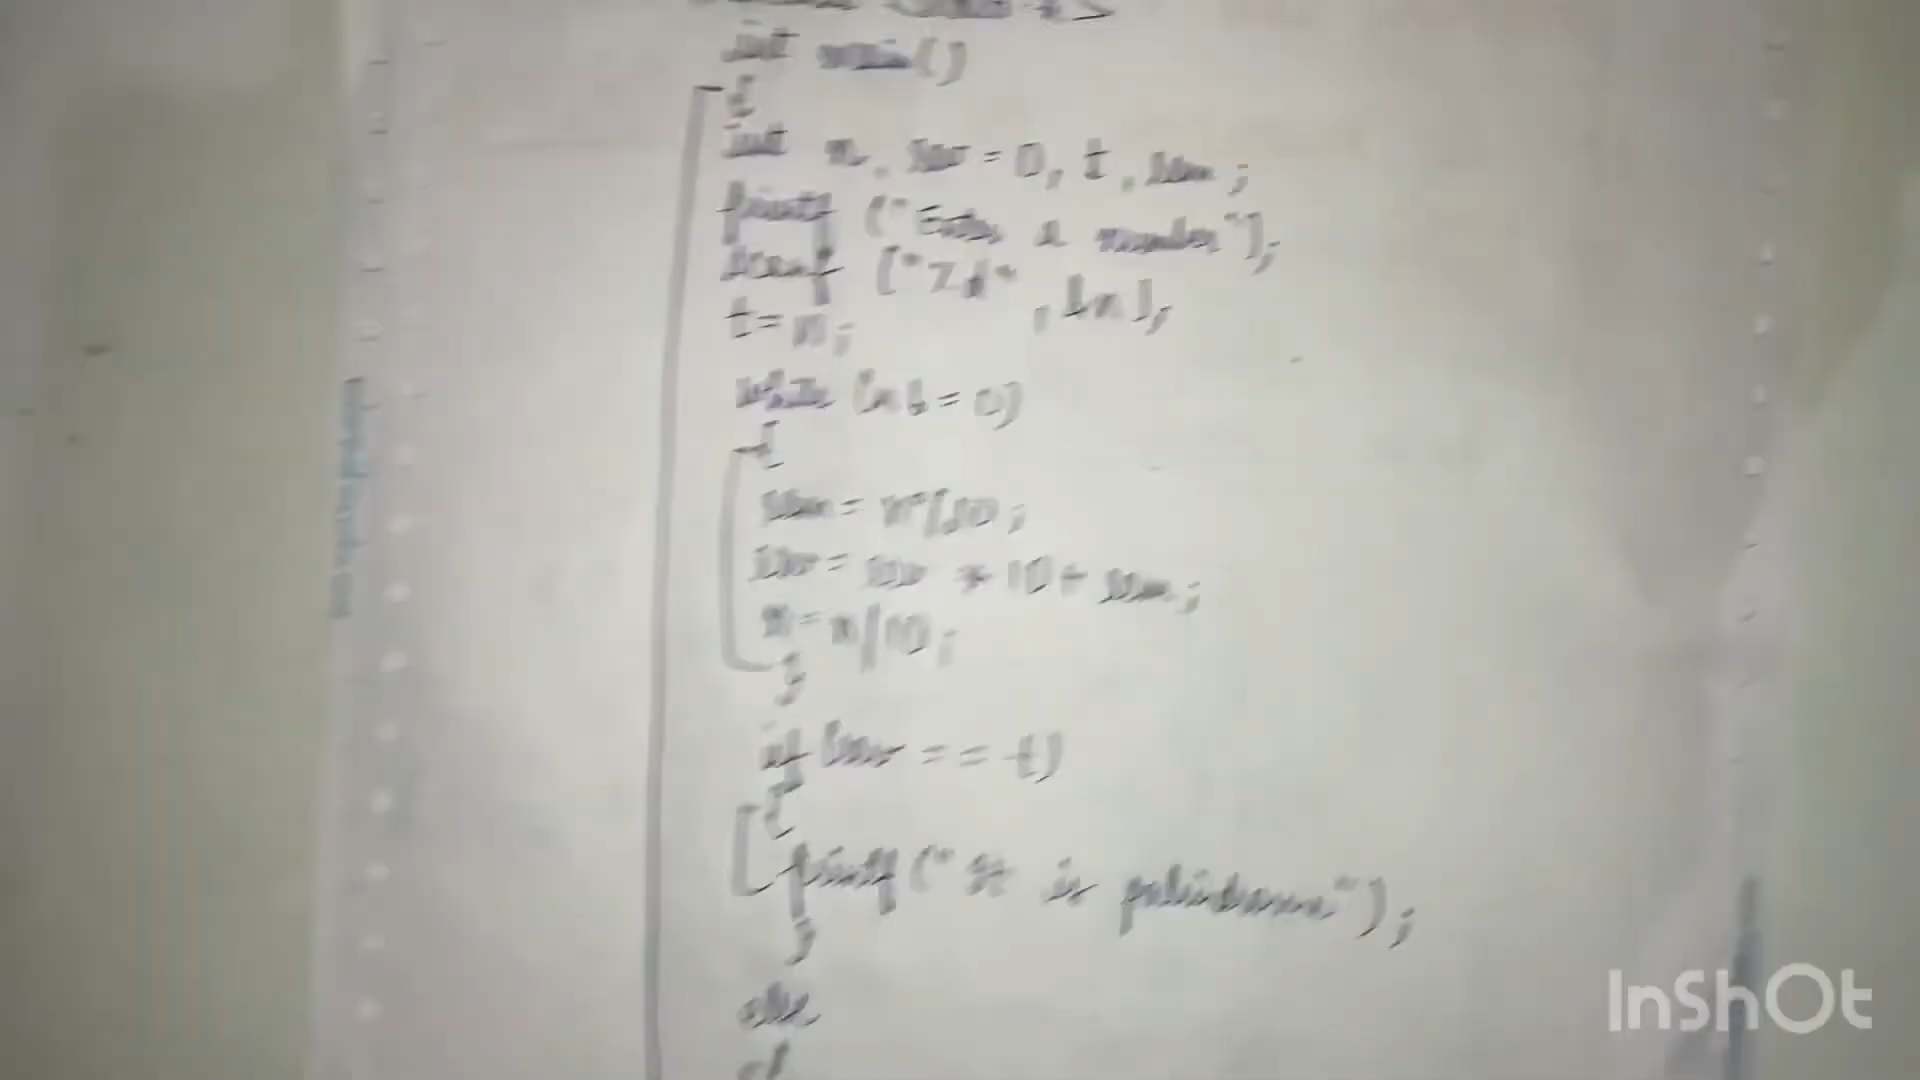 int main()
{
int n, rev=0, t, rem;
printf ("Enter a number");
scanf ("%d" , &n);
t=n;
while (n!=0)
{
rem=n%10;
rev=rev*10+rem;
n=n/10;
}
if (rev==t)
{
printf("It is palindrome");
}
else
{
InShOt